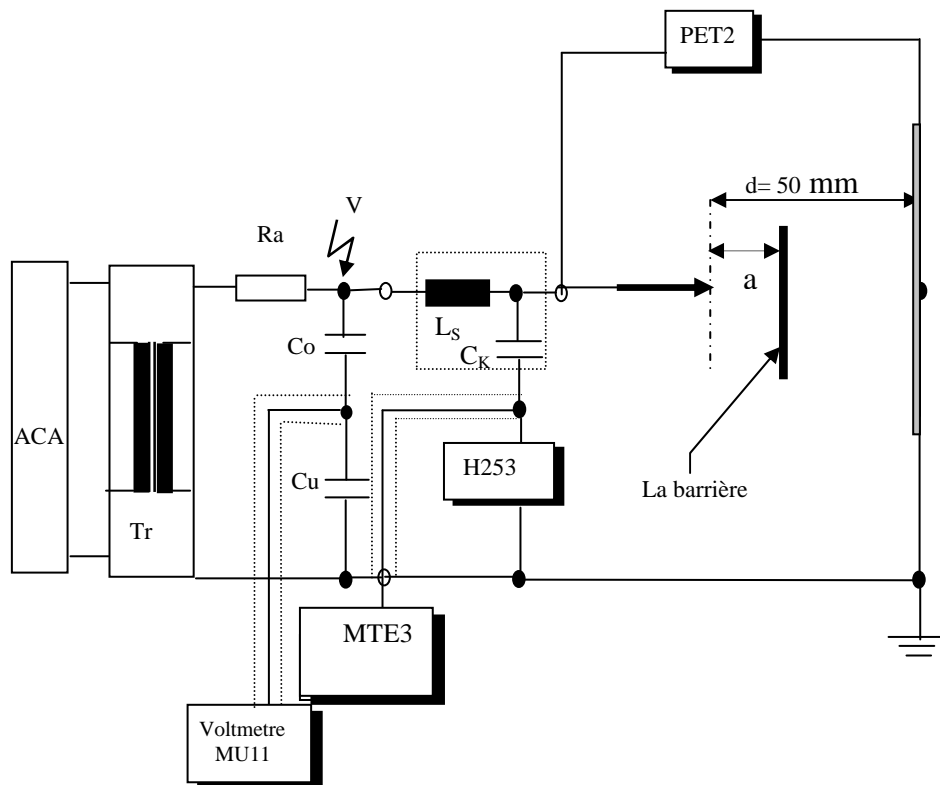 PET2
d= 50 mm
V
Ra
a
L_S
Co
C_K
ACA
H253
Cu
La barrière
Tr
MTE3
Voltmetre
MU11